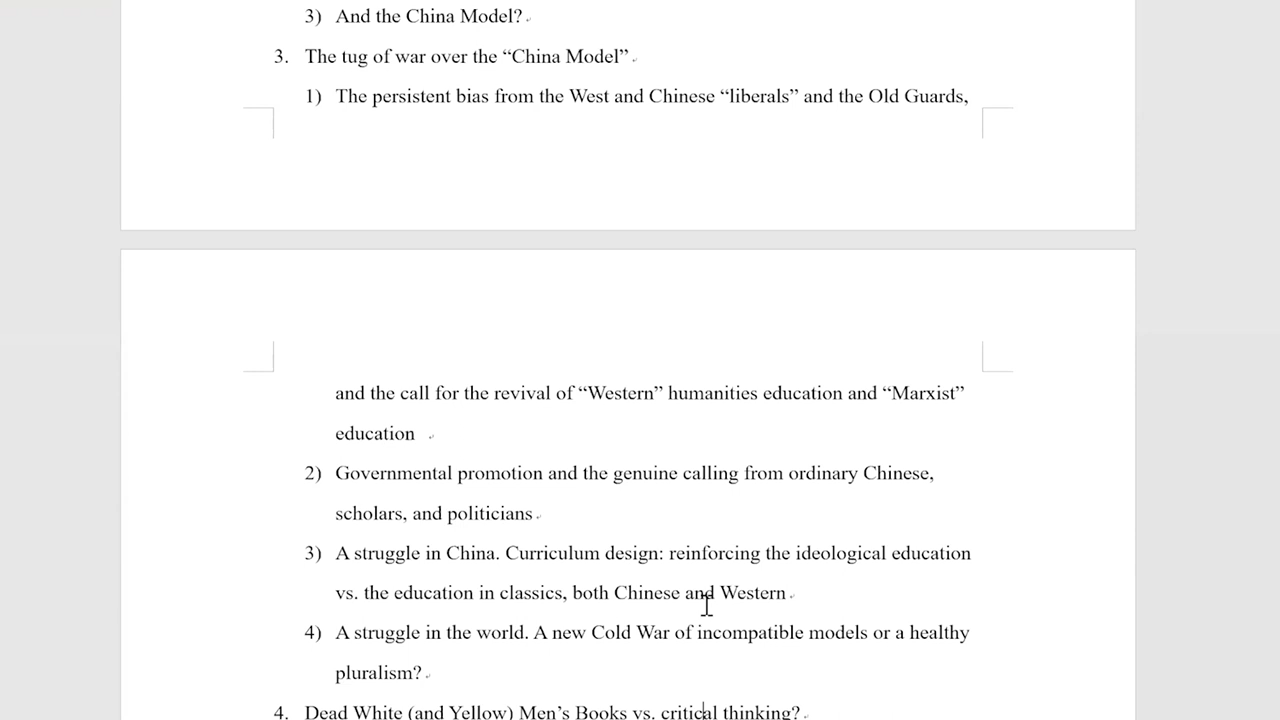 3) And the China Model?
3. The tug of war over the “China Model”
1) The persistent bias from the West and Chinese “liberals” and the Old Guards,
and the call for the revival of “Western” humanities education and “Marxist”
education
2) Governmental promotion and the genuine calling from ordinary Chinese,
scholars, and politicians
3) A struggle in China. Curriculum design: reinforcing the ideological education
vs. the education in classics, both Chinese and Western
4) A struggle in the world. A new Cold War of incompatible models or a healthy
pluralism?
4. Dead White (and Yellow) Men’s Books vs. critical thinking?